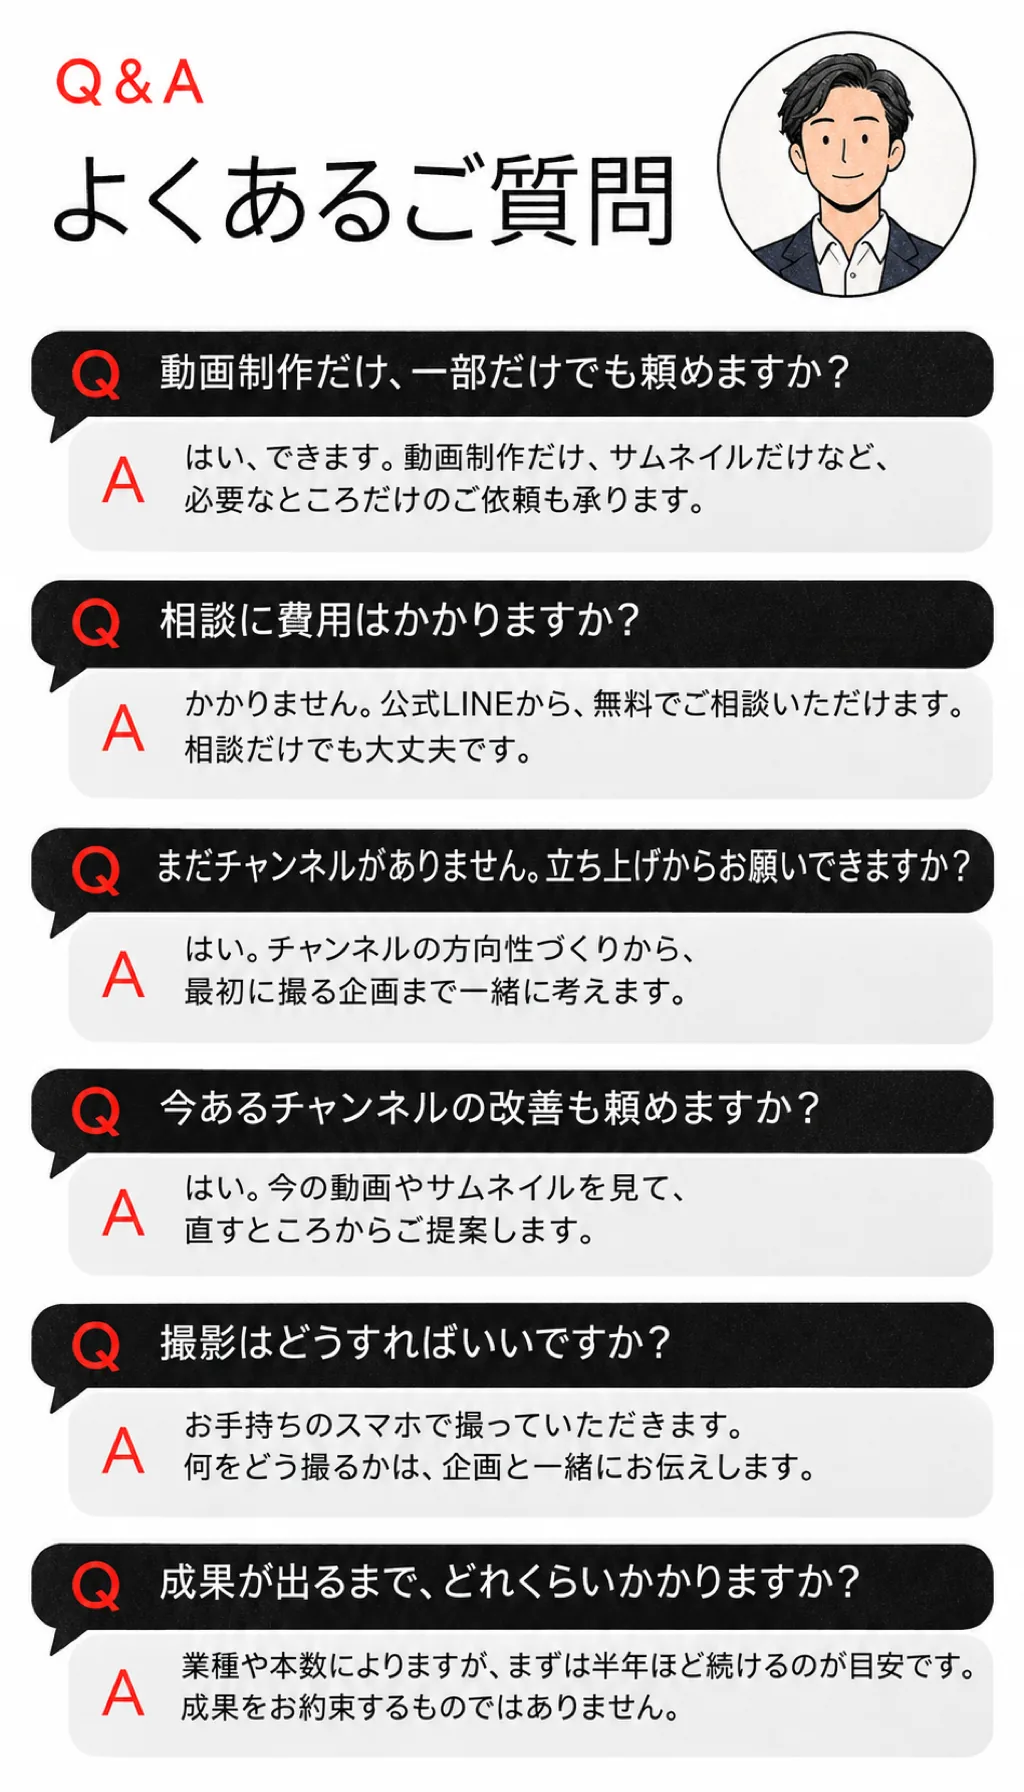 Q&A
よくあるご質問
Q 動画制作だけ、一部だけでも頼めますか？
A はい、できます。動画制作だけ、サムネイルだけなど、
必要なところだけのご依頼も承ります。
Q 相談に費用はかかりますか？
A かかりません。公式LINEから、無料でご相談いただけます。
相談だけでも大丈夫です。
Q まだチャンネルがありません。立ち上げからお願いできますか？
A はい。チャンネルの方向性づくりから、
最初に撮る企画まで一緒に考えます。
Q 今あるチャンネルの改善も頼めますか？
A はい。今の動画やサムネイルを見て、
直すところからご提案します。
Q 撮影はどうすればいいですか？
A お手持ちのスマホで撮っていただきます。
何をどう撮るかは、企画と一緒にお伝えします。
Q 成果が出るまで、どれくらいかかりますか？
A 業種や本数によりますが、まずは半年ほど続けるのが目安です。
成果をお約束するものではありません。